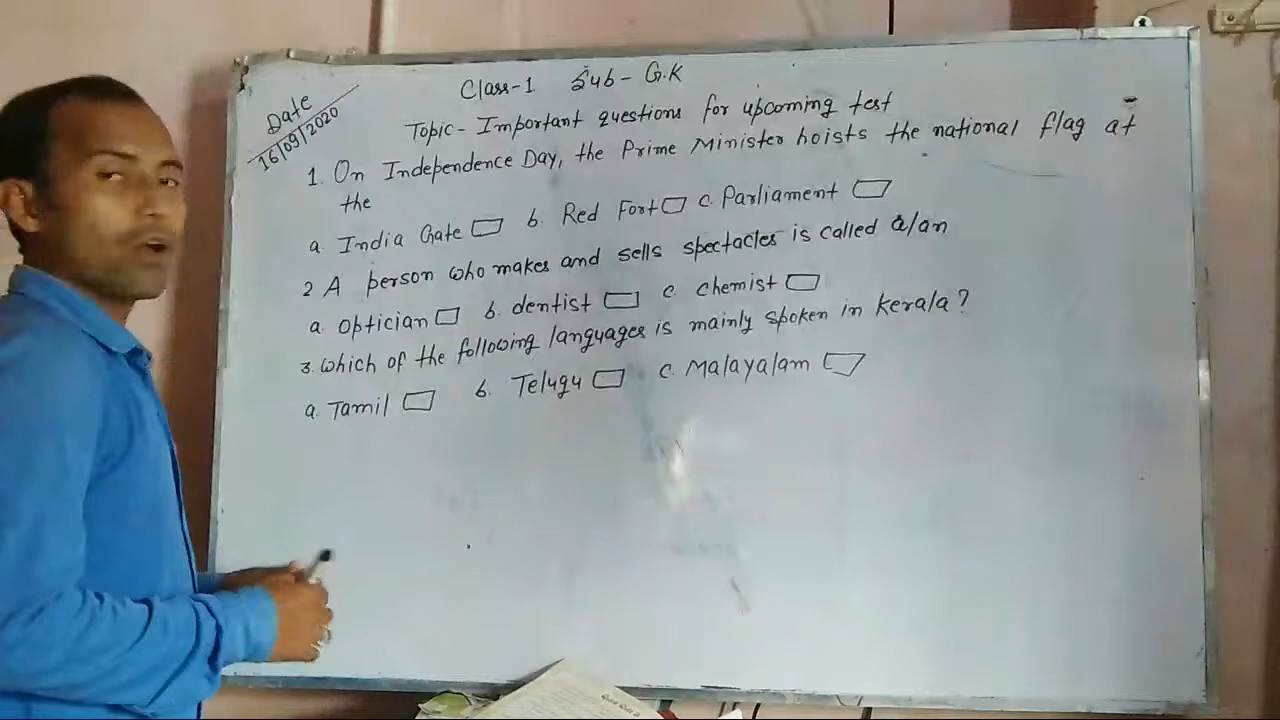 Date
16/09/2020
Class-1 Sub - G.K
Topic - Important questions for upcoming test
1. On Independence Day, the Prime Minister hoists the national flag at
the
a. India Gate b. Red Fort c. Parliament
2 A person who makes and sells spectacles is called a/an
a. optician b. dentist c. chemist
3. Which of the following languages is mainly spoken in Kerala?
a. Tamil b. Telugu c. Malayalam